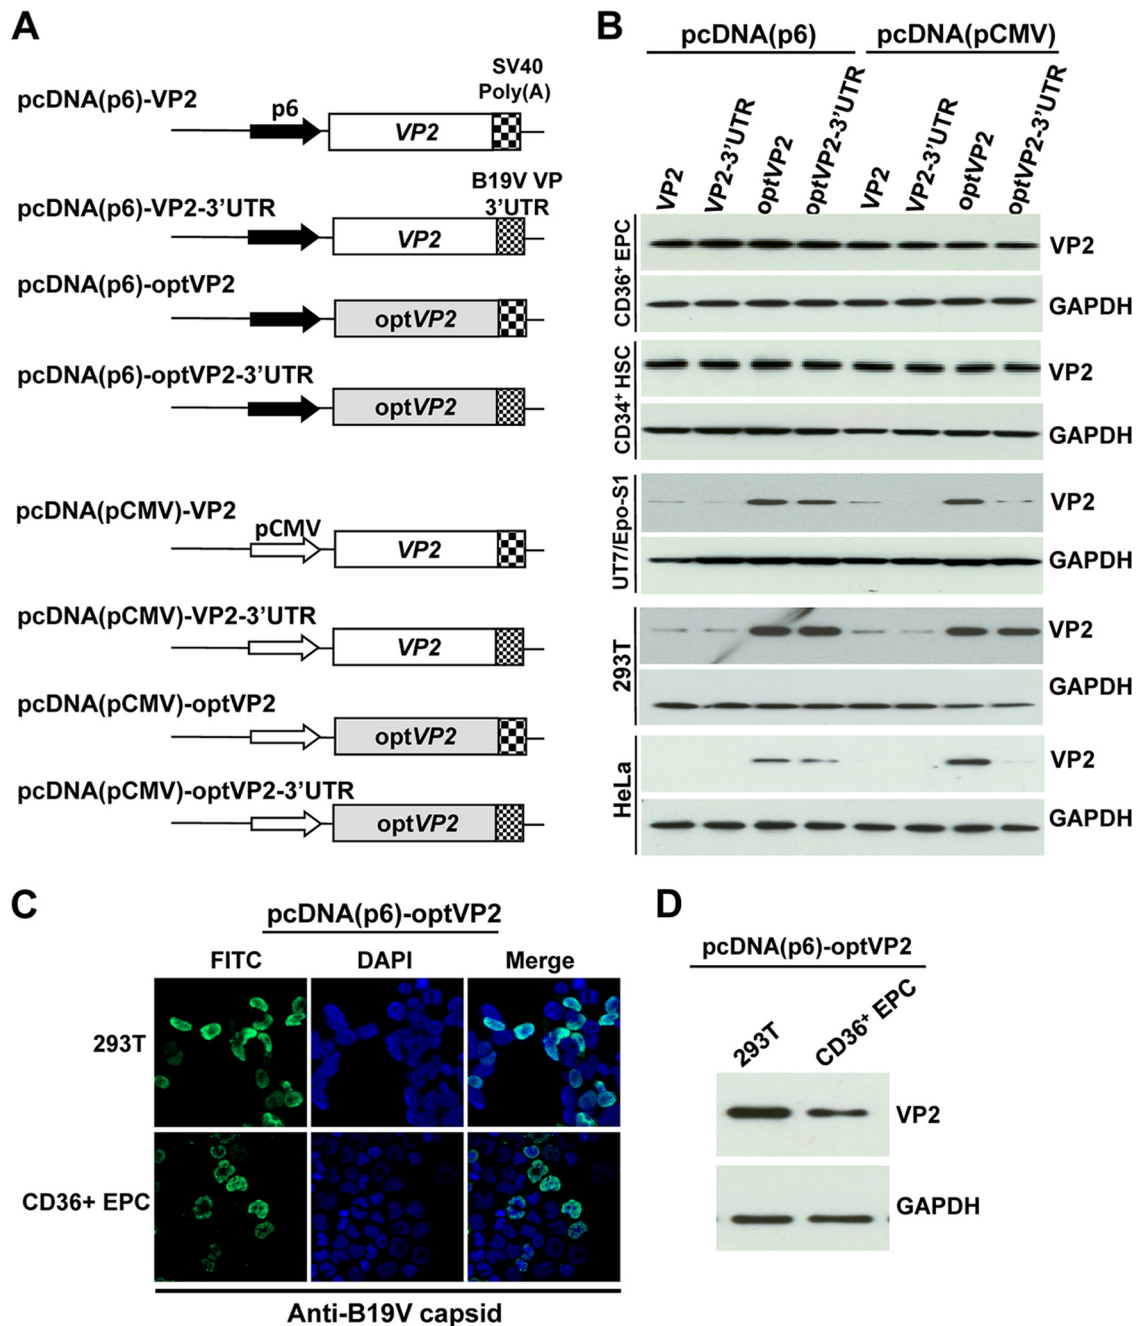 A
SV40
Poly(A)
pcDNA(p6)-VP2
p6
VP2
B19V VP
3'UTR
pcDNA(p6)-VP2-3'UTR
VP2
pcDNA(p6)-optVP2
optVP2
pcDNA(p6)-optVP2-3'UTR
optVP2
pcDNA(pCMV)-VP2
pCMV
VP2
pcDNA(pCMV)-VP2-3'UTR
VP2
pcDNA(pCMV)-optVP2
optVP2
pcDNA(pCMV)-optVP2-3'UTR
optVP2
B
pcDNA(p6)
pcDNA(pCMV)
VP2
VP2-3'UTR
optVP2
optVP2-3'UTR
VP2
VP2-3'UTR
optVP2
optVP2-3'UTR
CD36+ EPC
VP2
GAPDH
CD34+ HSC
VP2
GAPDH
UT7/Epo-S1
VP2
GAPDH
293T
VP2
GAPDH
HeLa
VP2
GAPDH
C
pcDNA(p6)-optVP2
FITC DAPI Merge
293T
CD36+ EPC
Anti-B19V capsid
D
pcDNA(p6)-optVP2
293T
CD36+ EPC
VP2
GAPDH